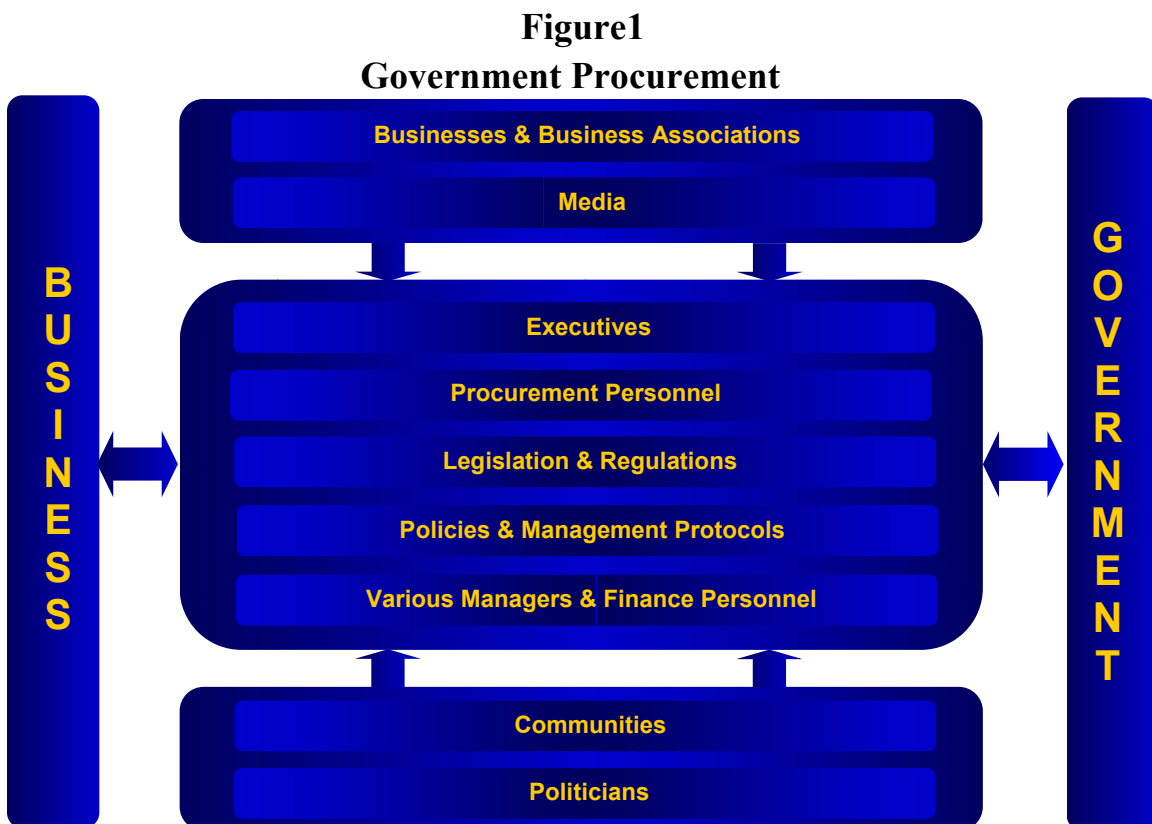 Figure1
Government Procurement
BUSINESS
Businesses & Business Associations
Media
Executives
Procurement Personnel
Legislation & Regulations
Policies & Management Protocols
Various Managers & Finance Personnel
Communities
Politicians
GOVERNMENT